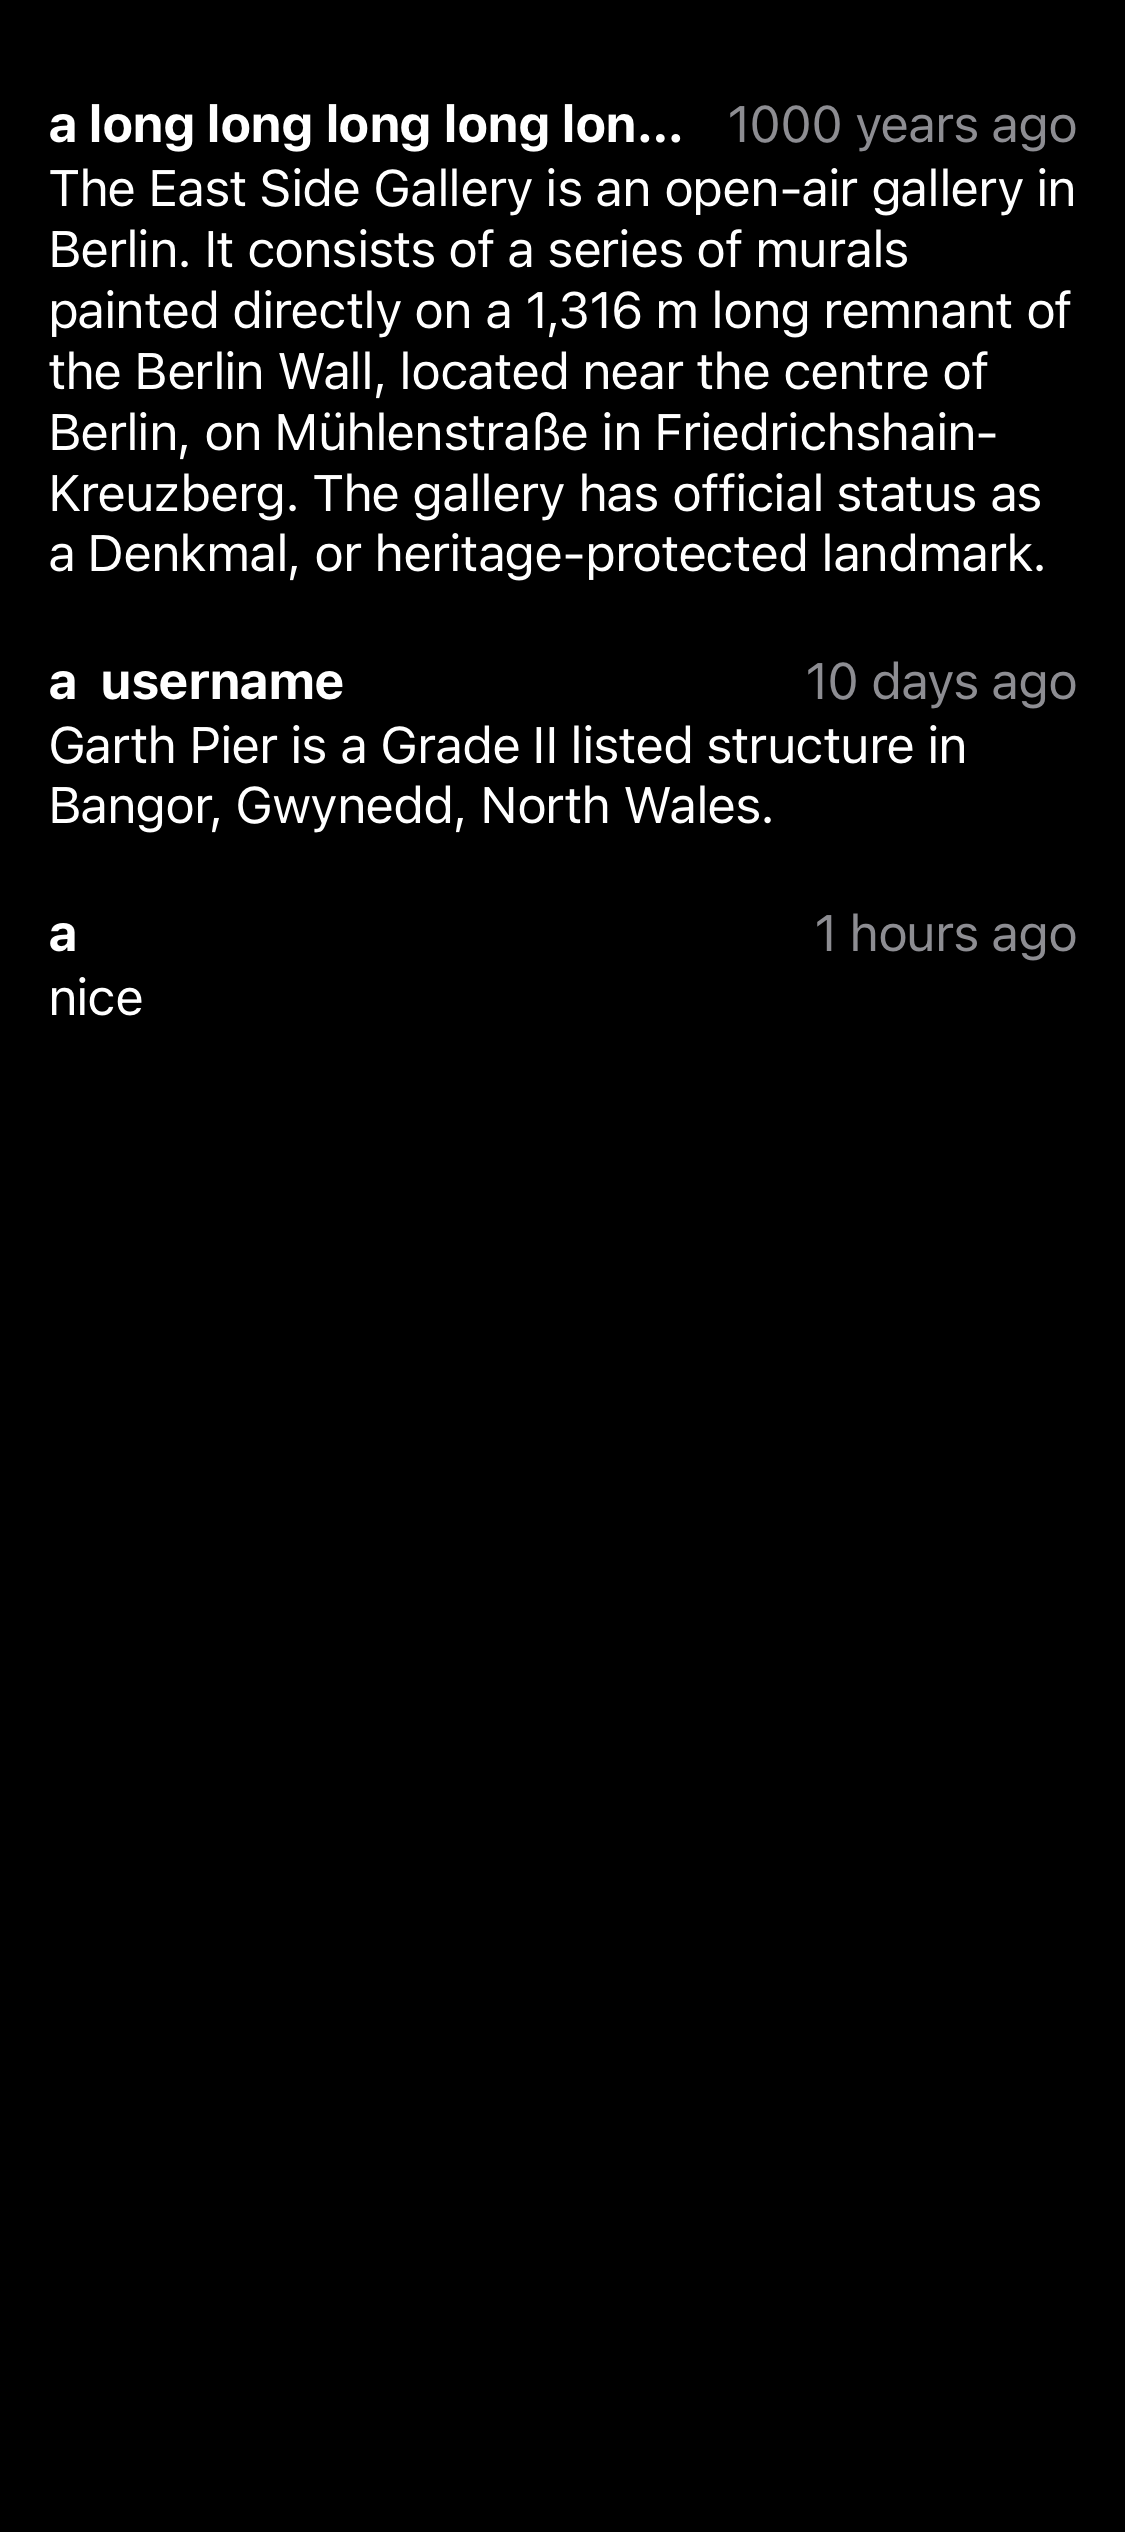 a long long long long lon... 1000 years ago
The East Side Gallery is an open-air gallery in
Berlin. It consists of a series of murals
painted directly on a 1,316 m long remnant of
the Berlin Wall, located near the centre of
Berlin, on Mühlenstraße in Friedrichshain-
Kreuzberg. The gallery has official status as
a Denkmal, or heritage-protected landmark.
a  username 10 days ago
Garth Pier is a Grade II listed structure in
Bangor, Gwynedd, North Wales.
a 1 hours ago
nice